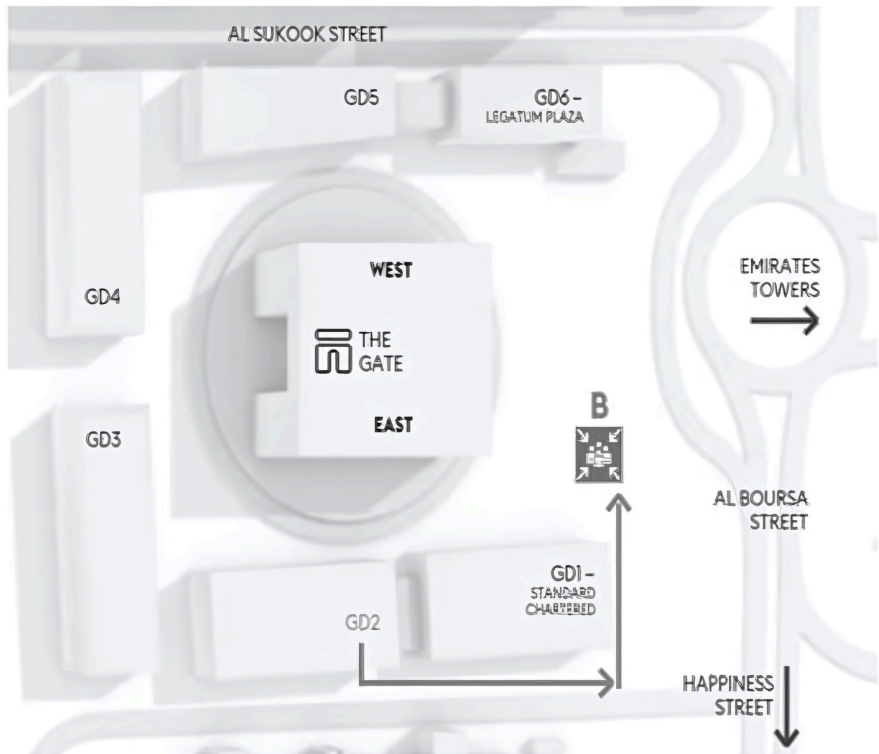 AL SUKOOK STREET
GD5
GD6 –
LEGATUM PLAZA
WEST
EMIRATES
TOWERS
GD4
THE
GATE
B
EAST
GD3
AL BOURSA
STREET
GD1 –
STANDARD
CHARTERED
GD2
HAPPINESS
STREET